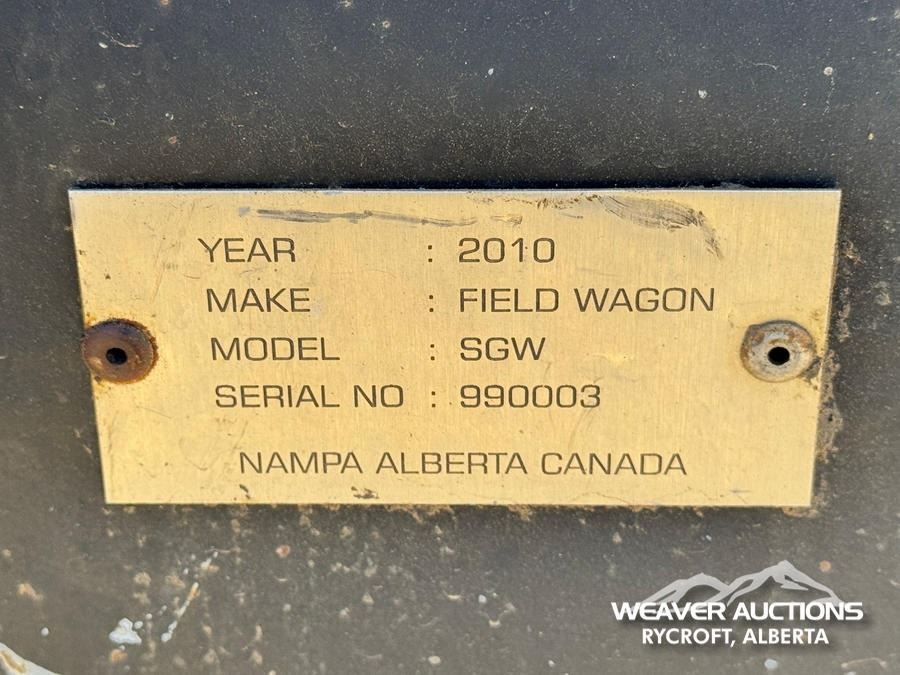 YEAR : 2010
MAKE : FIELD WAGON
MODEL : SGW
SERIAL NO : 990003
NAMPA ALBERTA CANADA
WEAVER AUCTIONS
RYCROFT, ALBERTA